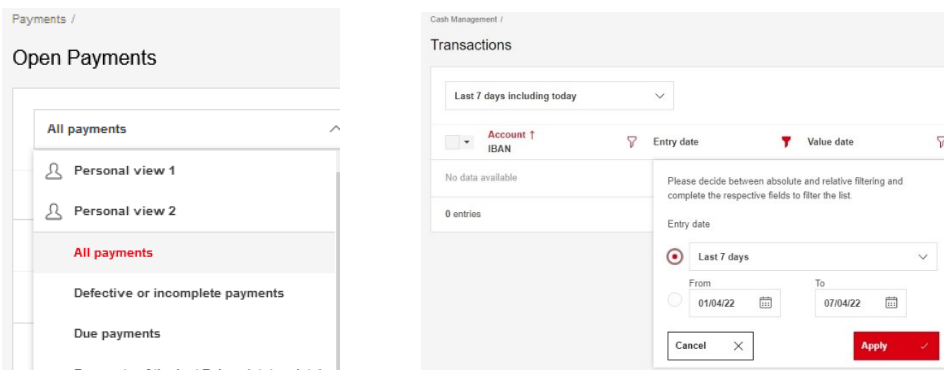 Payments /
Open Payments
All payments
Personal view 1
Personal view 2
All payments
Defective or incomplete payments
Due payments
Cash Management /
Transactions
Last 7 days including today
Account ↑
IBAN
Entry date
Value date
No data available
0 entries
Please decide between absolute and relative filtering and
complete the respective fields to filter the list.
Entry date
Last 7 days
From To
01/04/22 07/04/22
Cancel Apply